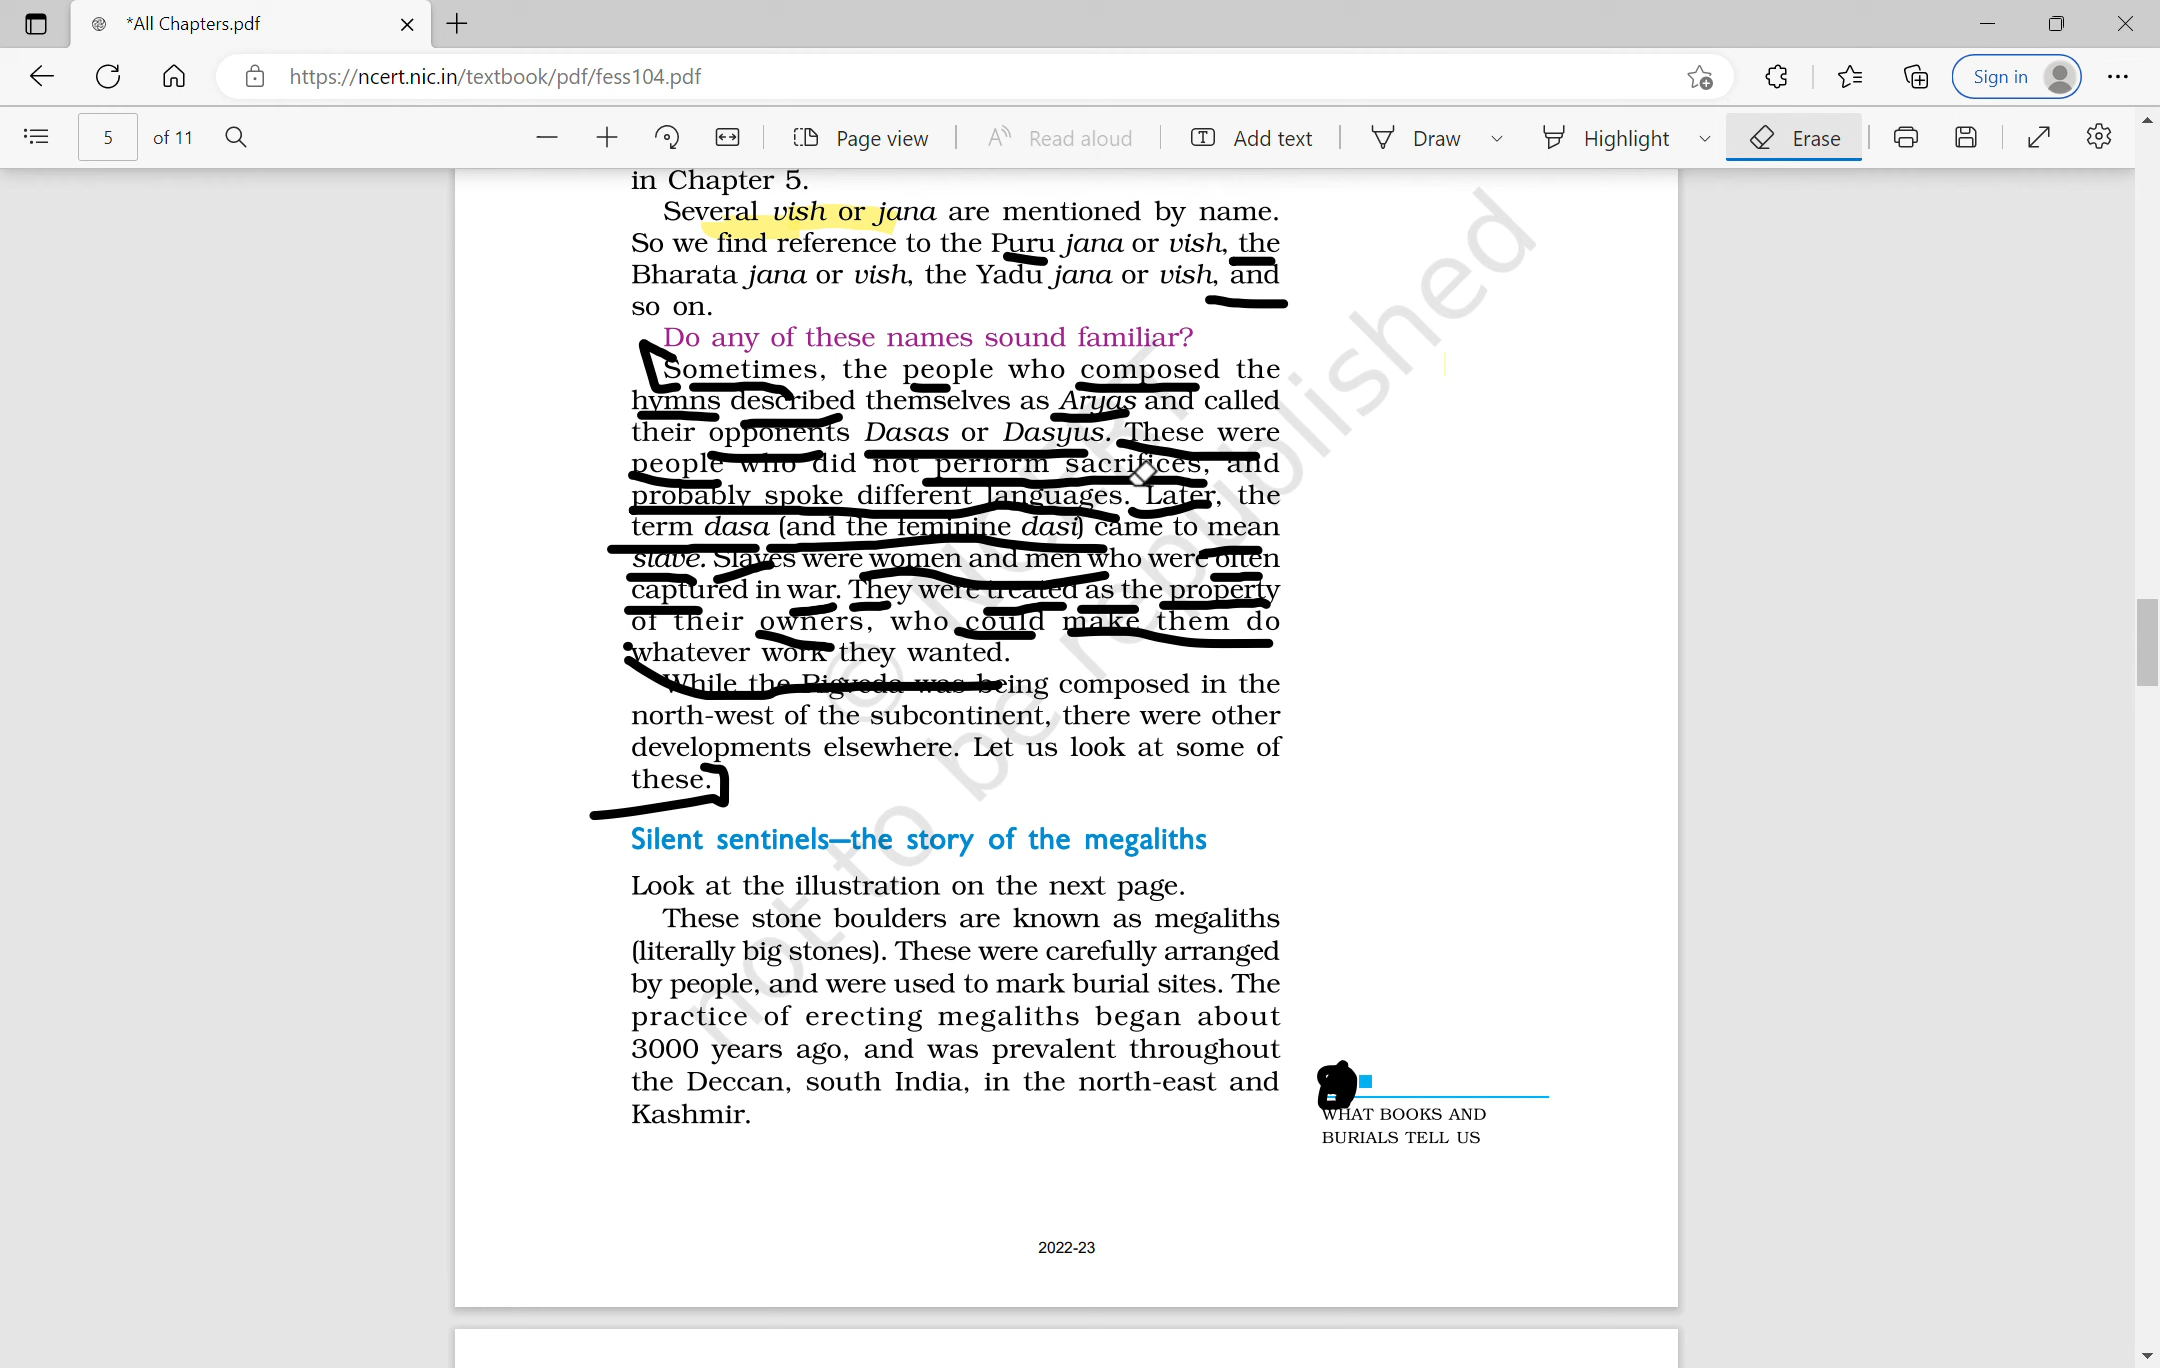 *All Chapters.pdf
https://ncert.nic.in/textbook/pdf/fess104.pdf
Sign in
5 of 11
Page view
Read aloud
Add text
Draw
Highlight
Erase
in Chapter 5.
Several vish or jana are mentioned by name.
So we find reference to the Puru jana or vish, the
Bharata jana or vish, the Yadu jana or vish, and
so on.
Do any of these names sound familiar?
Sometimes, the people who composed the
hymns described themselves as Aryas and called
their opponents Dasas or Dasyus. These were
people who did not perform sacrifices, and
probably spoke different languages. Later, the
term dasa (and the feminine dasi) came to mean
slave. Slaves were women and men who were often
captured in war. They were treated as the property
of their owners, who could make them do
whatever work they wanted.
While the Rigveda was being composed in the
north-west of the subcontinent, there were other
developments elsewhere. Let us look at some of
these.
Silent sentinels—the story of the megaliths
Look at the illustration on the next page.
These stone boulders are known as megaliths
(literally big stones). These were carefully arranged
by people, and were used to mark burial sites. The
practice of erecting megaliths began about
3000 years ago, and was prevalent throughout
the Deccan, south India, in the north-east and
Kashmir.
WHAT BOOKS AND
BURIALS TELL US
2022-23
© NCERT
not to be republished